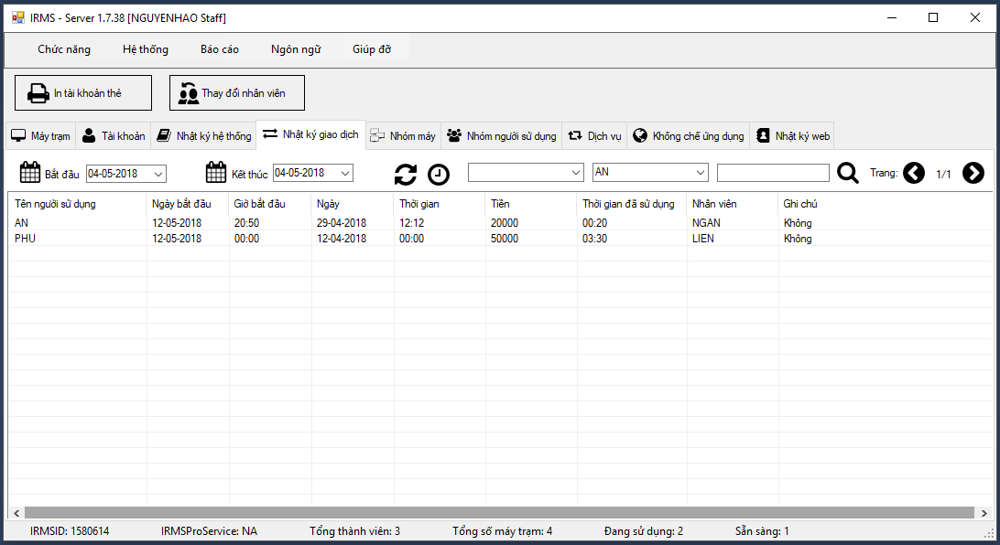 IRMS - Server 1.7.38 [NGUYENHAO Staff]
Chức năng Hệ thống Báo cáo Ngôn ngữ Giúp đỡ
In tài khoản thẻ Thay đổi nhân viên
Máy trạm Tài khoản Nhật ký hệ thống Nhật ký giao dịch Nhóm máy Nhóm người sử dụng Dịch vụ Khống chế ứng dụng Nhật ký web
Bắt đầu 04-05-2018 Kết thúc 04-05-2018 AN Trang: 1/1
Tên người sử dụng Ngày bắt đầu Giờ bắt đầu Ngày Thời gian Tiền Thời gian đã sử dụng Nhân viên Ghi chú
AN 12-05-2018 20:50 29-04-2018 12:12 20000 00:20 NGAN Không
PHU 12-05-2018 00:00 12-04-2018 00:00 50000 03:30 LIEN Không
IRMSID: 1580614 IRMSProService: NA Tổng thành viên: 3 Tổng số máy trạm: 4 Đang sử dụng: 2 Sẵn sàng: 1